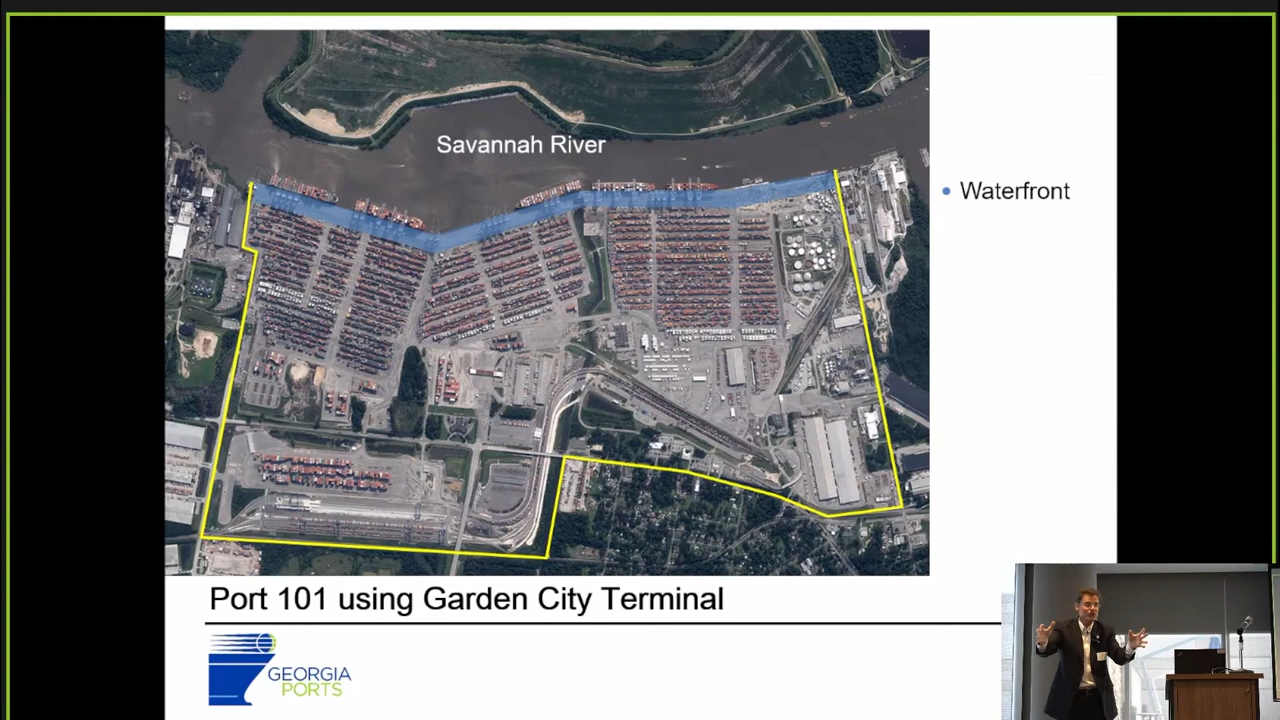 Savannah River
• Waterfront
Port 101 using Garden City Terminal
GEORGIA
PORTS